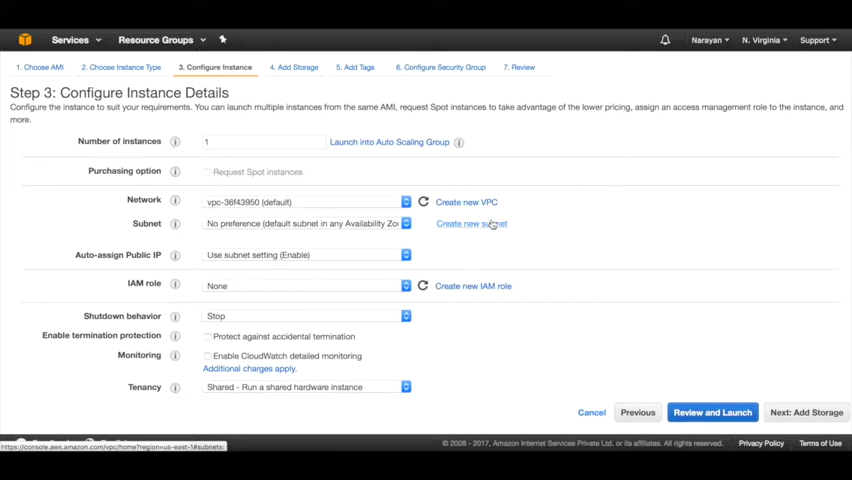 Services Resource Groups Narayan N. Virginia Support
1. Choose AMI 2. Choose Instance Type 3. Configure Instance 4. Add Storage 5. Add Tags 6. Configure Security Group 7. Review
Step 3: Configure Instance Details
Configure the instance to suit your requirements. You can launch multiple instances from the same AMI, request Spot instances to take advantage of the lower pricing, assign an access management role to the instance, and
more.
Number of instances 1 Launch into Auto Scaling Group
Purchasing option Request Spot instances
Network vpc-36f43950 (default) Create new VPC
Subnet No preference (default subnet in any Availability Zo Create new subnet
Auto-assign Public IP Use subnet setting (Enable)
IAM role None Create new IAM role
Shutdown behavior Stop
Enable termination protection Protect against accidental termination
Monitoring Enable CloudWatch detailed monitoring
Additional charges apply.
Tenancy Shared - Run a shared hardware instance
Cancel Previous Review and Launch Next: Add Storage
https://console.aws.amazon.com/vpc/home?region=us-east-1#subnets: © 2008 - 2017, Amazon Internet Services Private Ltd. or its affiliates. All rights reserved. Privacy Policy Terms of Use